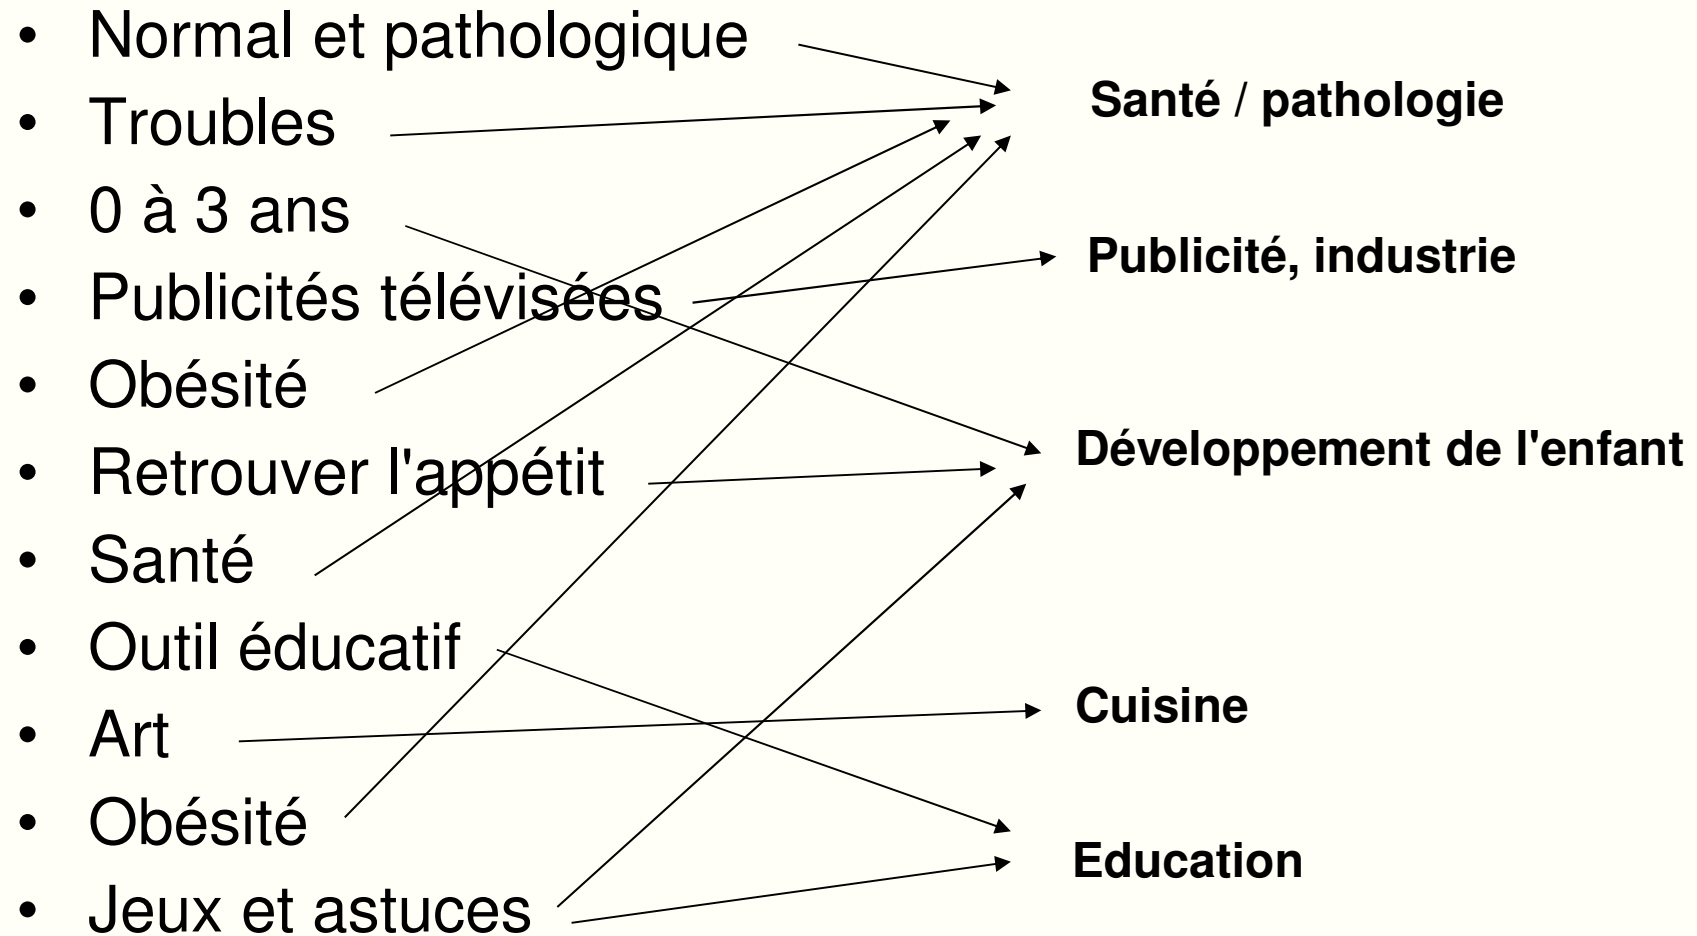 • Normal et pathologique
• Troubles
• 0 à 3 ans
• Publicités télévisées
• Obésité
• Retrouver l'appétit
• Santé
• Outil éducatif
• Art
• Obésité
• Jeux et astuces
Santé / pathologie
Publicité, industrie
Développement de l'enfant
Cuisine
Education